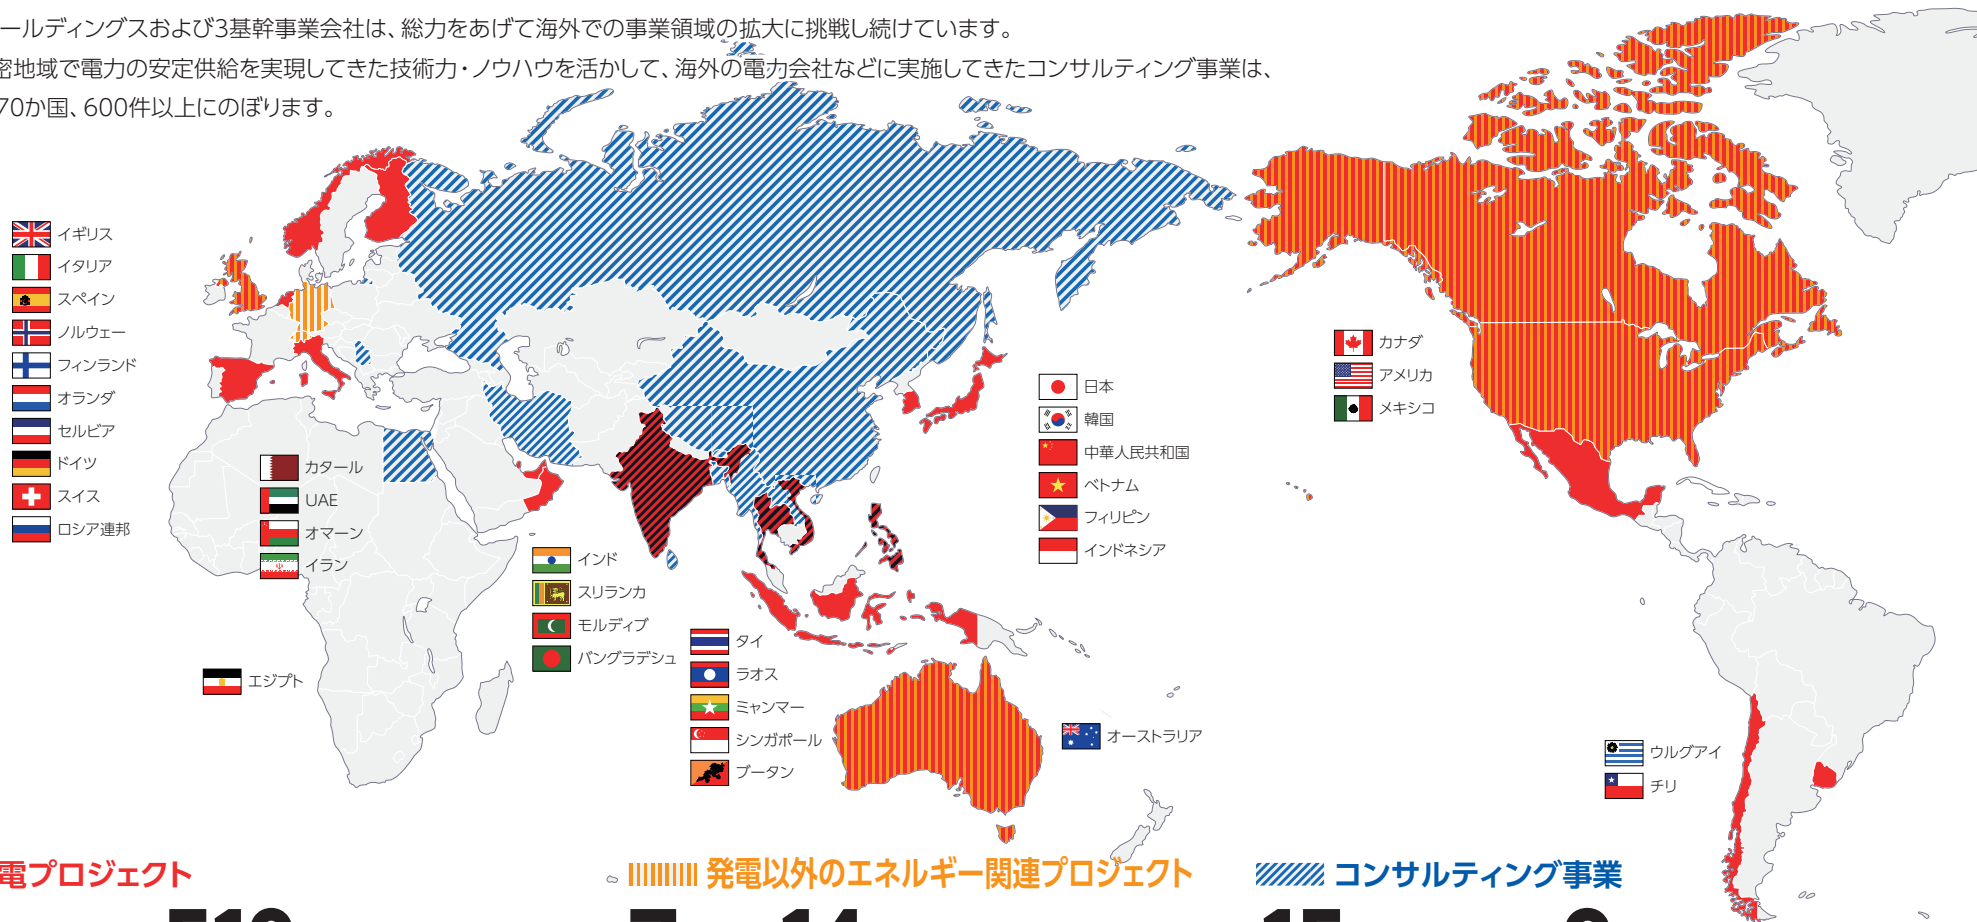 ールディングスおよび3基幹事業会社は、総力をあげて海外での事業領域の拡大に挑戦し続けています。
密地域で電力の安定供給を実現してきた技術力・ノウハウを活かして、海外の電力会社などに実施してきたコンサルティング事業は、
70か国、600件以上にのぼります。
イギリス
イタリア
スペイン
ノルウェー
フィンランド
オランダ
セルビア
ドイツ
スイス
ロシア連邦
カタール
UAE
オマーン
イラン
エジプト
インド
スリランカ
モルディブ
バングラデシュ
タイ
ラオス
ミャンマー
シンガポール
ブータン
日本
韓国
中華人民共和国
ベトナム
フィリピン
インドネシア
オーストラリア
カナダ
アメリカ
メキシコ
ウルグアイ
チリ
電プロジェクト
発電以外のエネルギー関連プロジェクト
コンサルティング事業